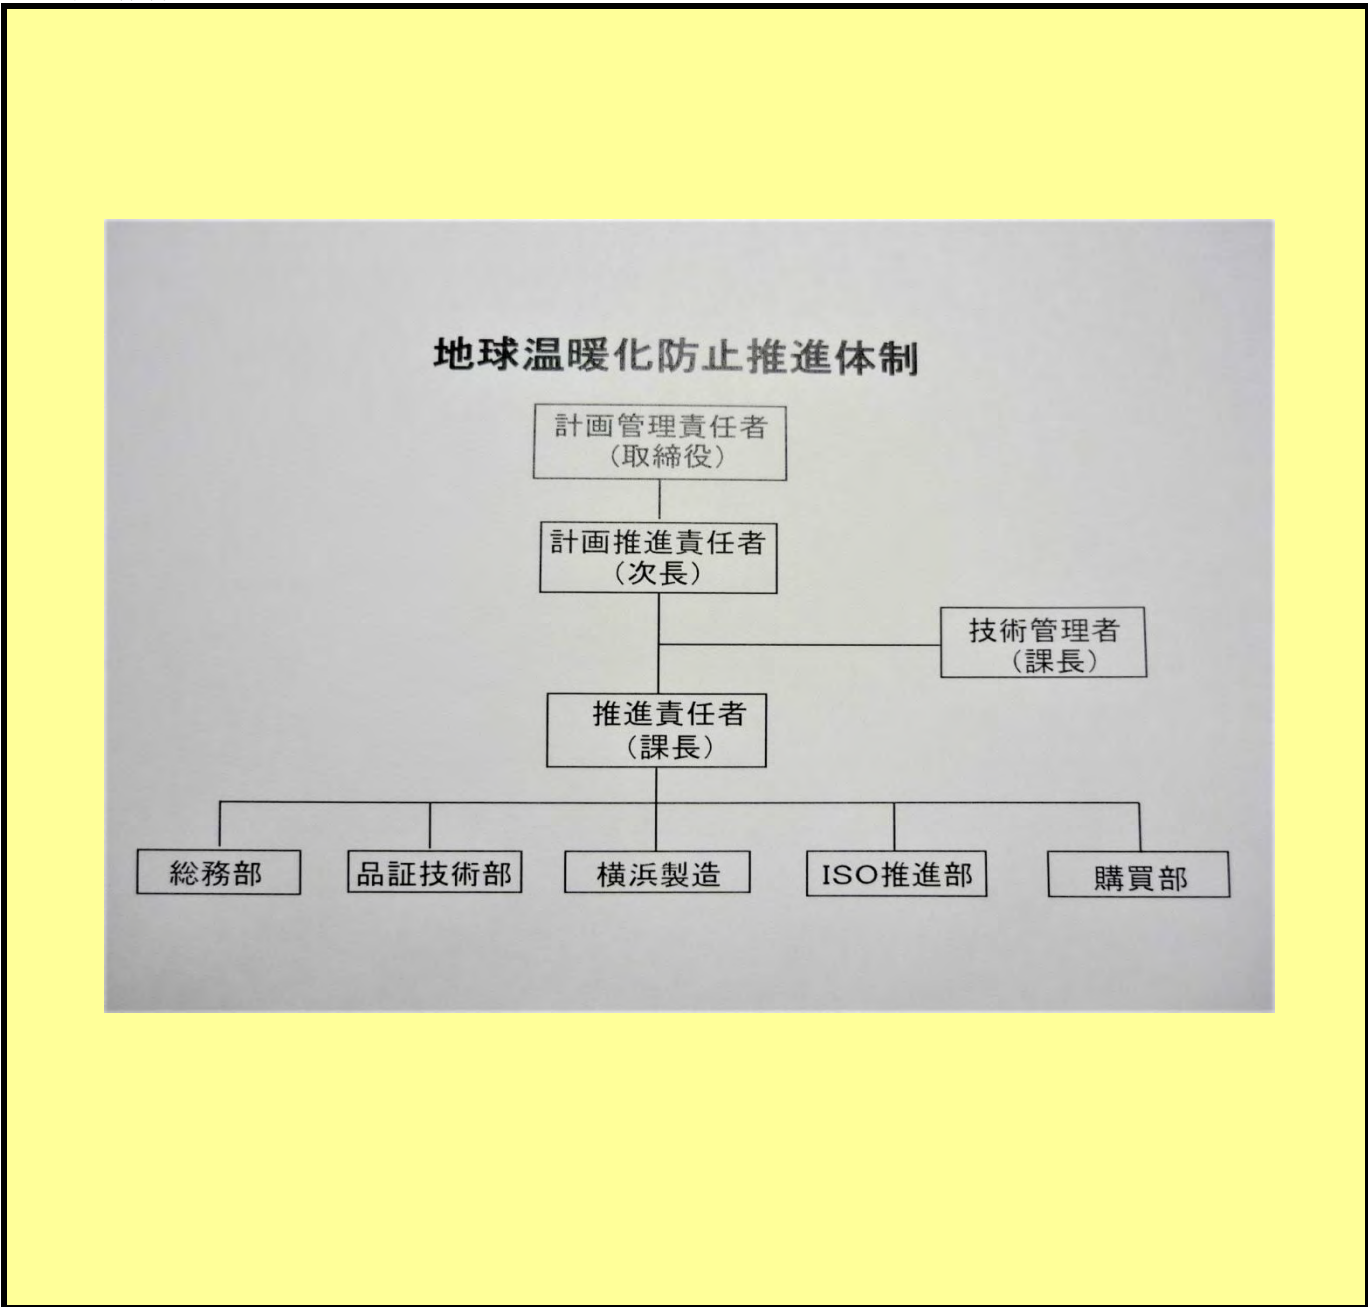 地球温暖化防止推進体制
計画管理責任者
（取締役）
計画推進責任者
（次長）
技術管理者
（課長）
推進責任者
（課長）
総務部
品証技術部
横浜製造
ISO推進部
購買部